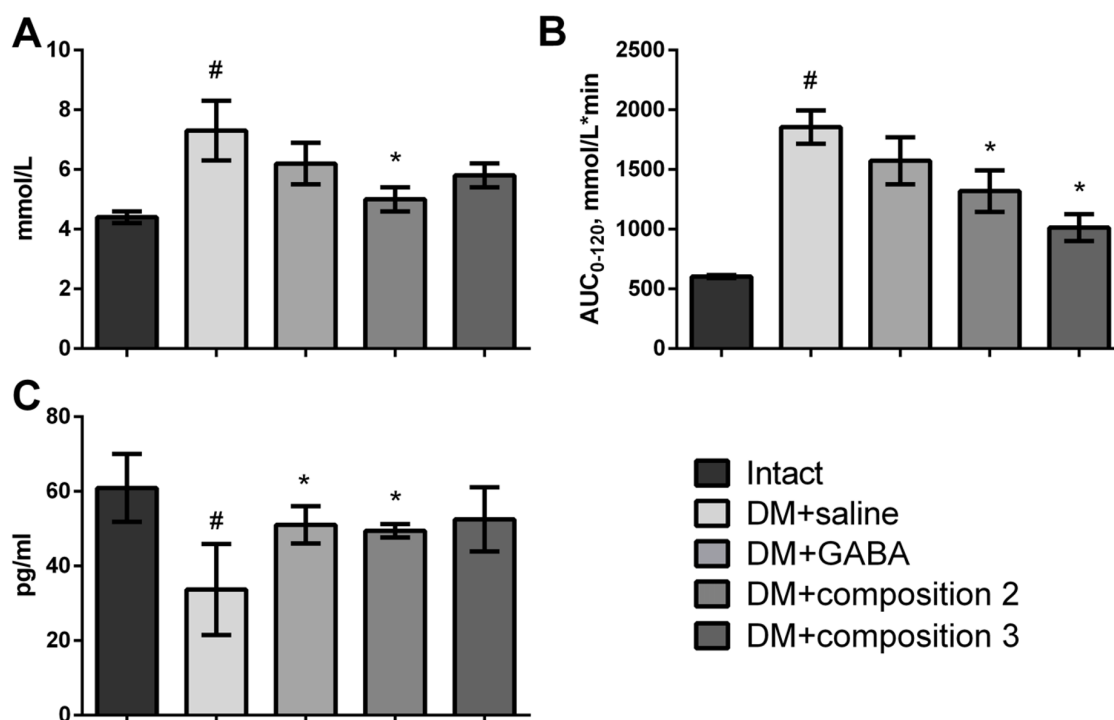 A
mmol/L
10
8
6
4
2
0
#
*
B
AUC0-120, mmol/L*min
2500
2000
1500
1000
500
0
#
*
*
C
pg/ml
80
60
40
20
0
#
*
*
Intact
DM+saline
DM+GABA
DM+composition 2
DM+composition 3